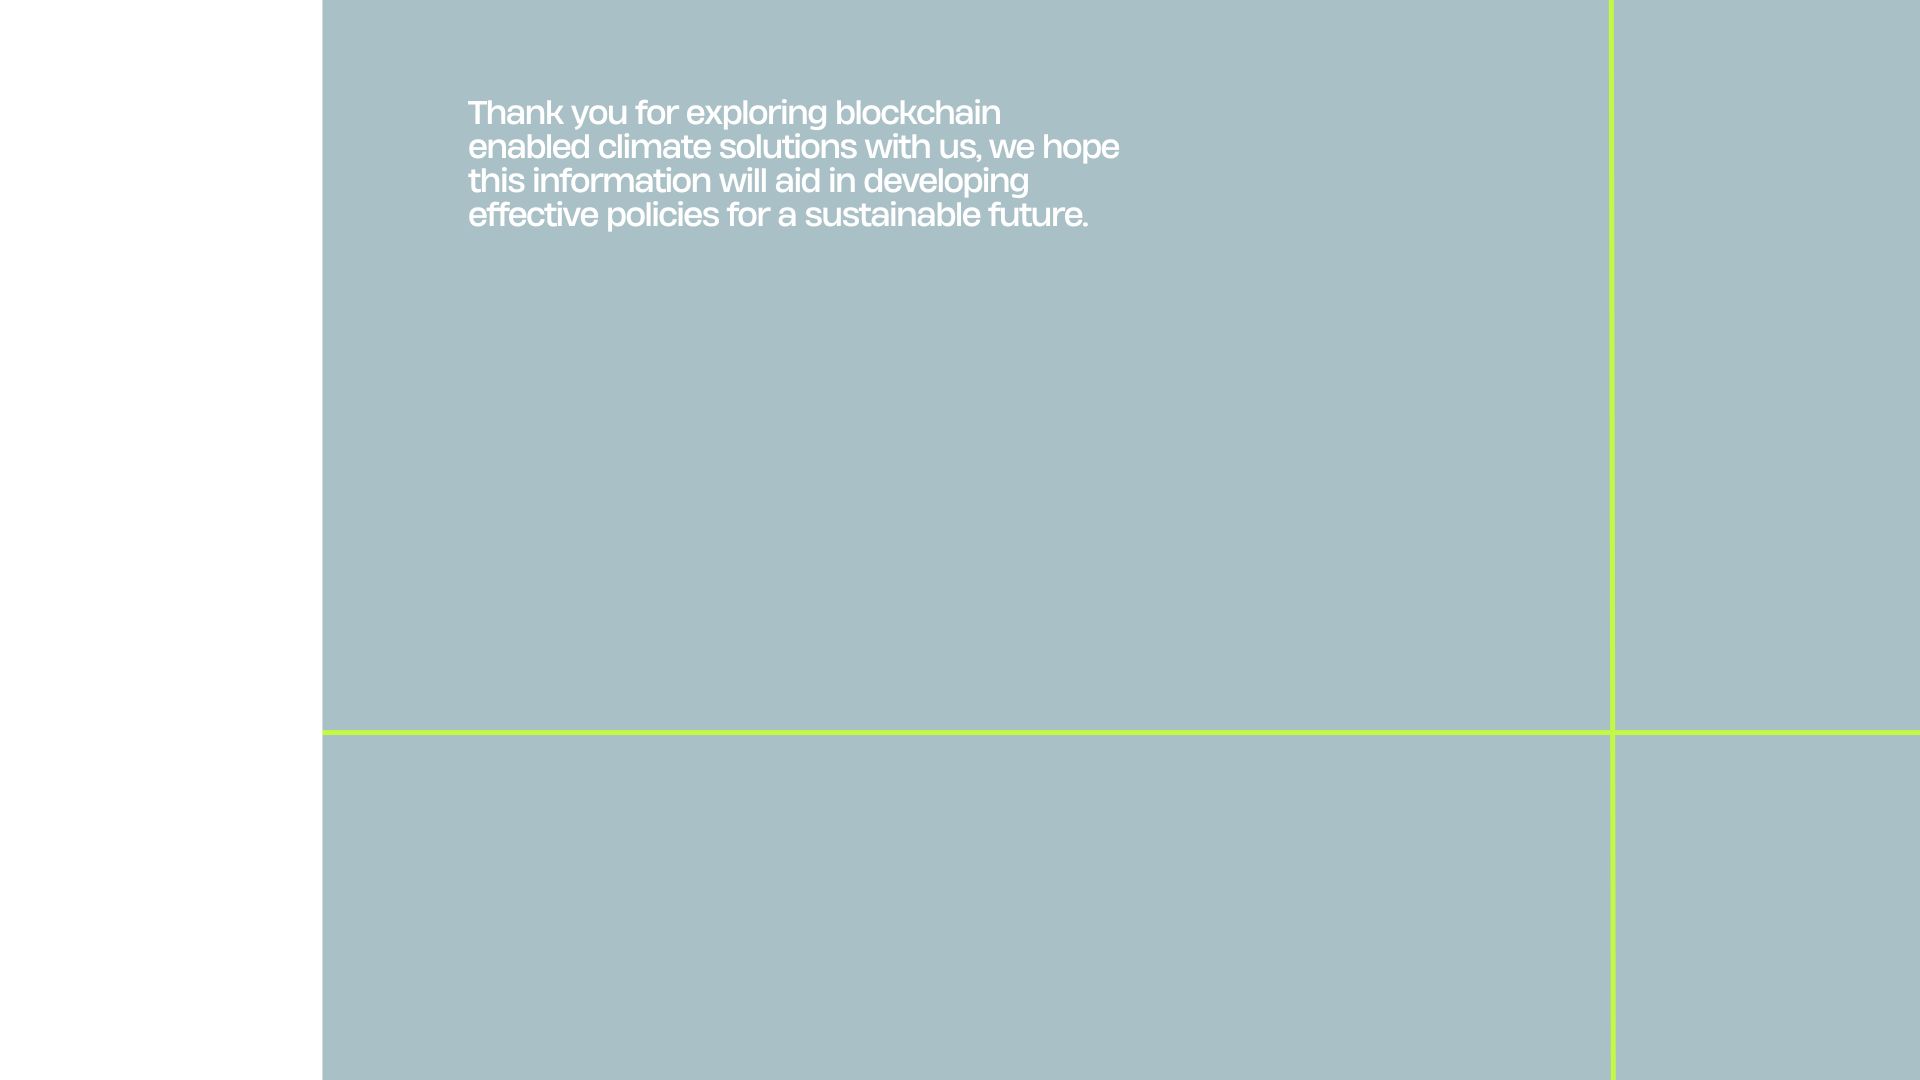 Thank you for exploring blockchain
enabled climate solutions with us, we hope
this information will aid in developing
effective policies for a sustainable future.